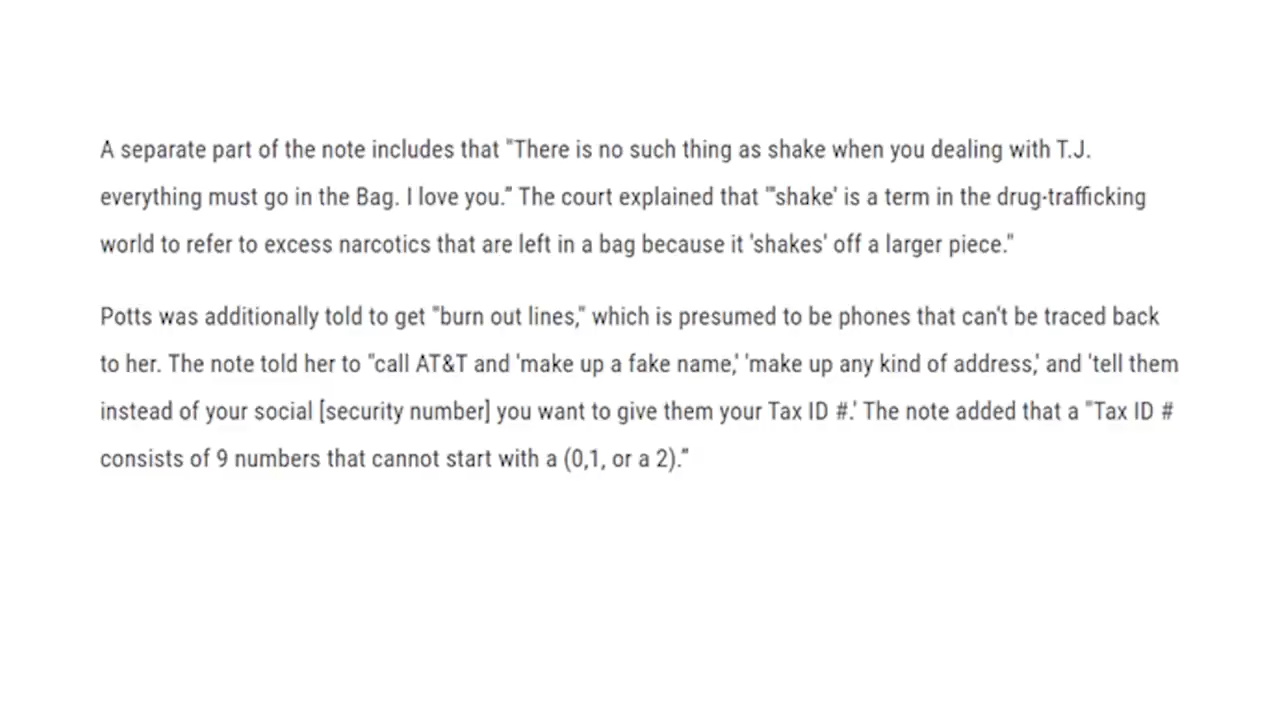 A separate part of the note includes that "There is no such thing as shake when you dealing with T.J.
everything must go in the Bag. I love you." The court explained that "'shake' is a term in the drug-trafficking
world to refer to excess narcotics that are left in a bag because it 'shakes' off a larger piece."
Potts was additionally told to get "burn out lines," which is presumed to be phones that can't be traced back
to her. The note told her to "call AT&T and 'make up a fake name,' 'make up any kind of address,' and 'tell them
instead of your social [security number] you want to give them your Tax ID #.' The note added that a "Tax ID #
consists of 9 numbers that cannot start with a (0,1, or a 2)."